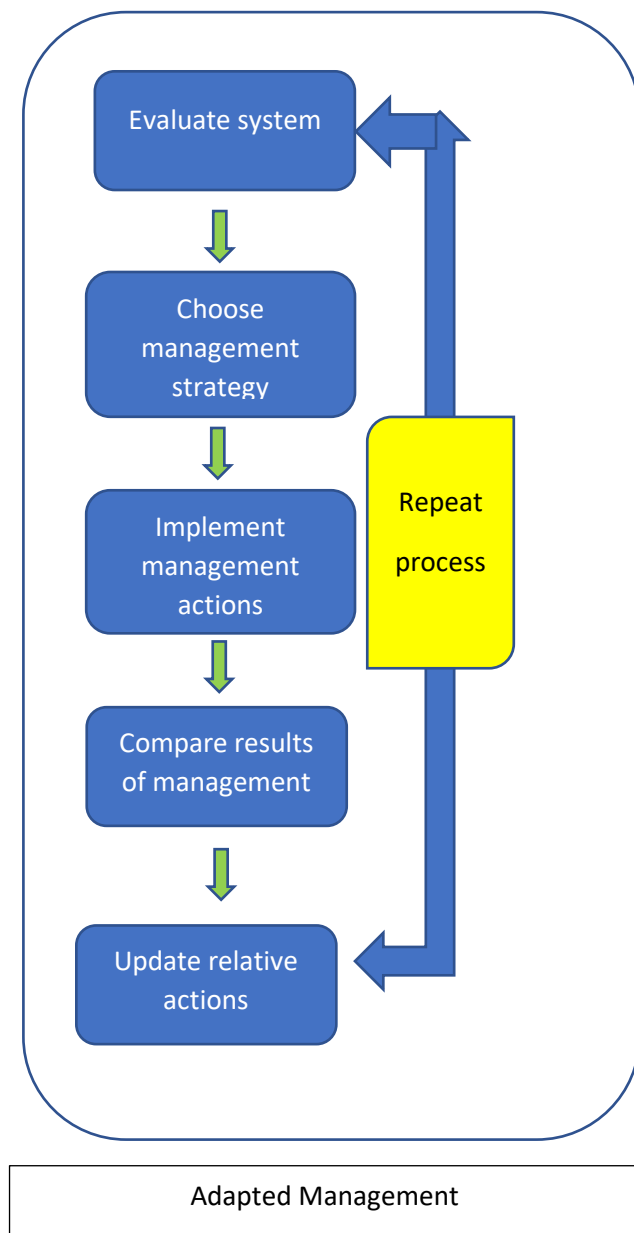 Evaluate system
Choose
management
strategy
Implement
management
actions
Repeat
process
Compare results
of management
Update relative
actions
Adapted Management